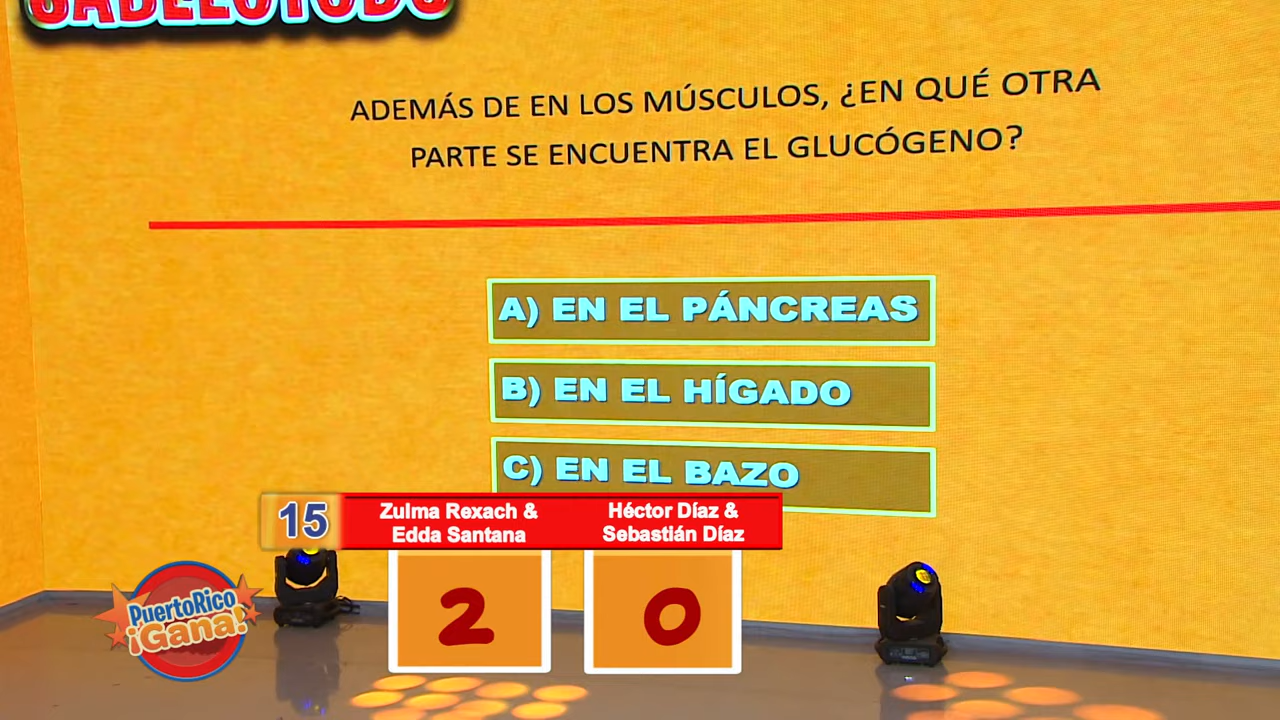 SABELOTODO
ADEMÁS DE EN LOS MÚSCULOS, ¿EN QUÉ OTRA
PARTE SE ENCUENTRA EL GLUCÓGENO?
A) EN EL PÁNCREAS
B) EN EL HÍGADO
C) EN EL BAZO
15
Zulma Rexach &
Edda Santana
Héctor Díaz &
Sebastián Díaz
2
0
PuertoRico
¡Gana!